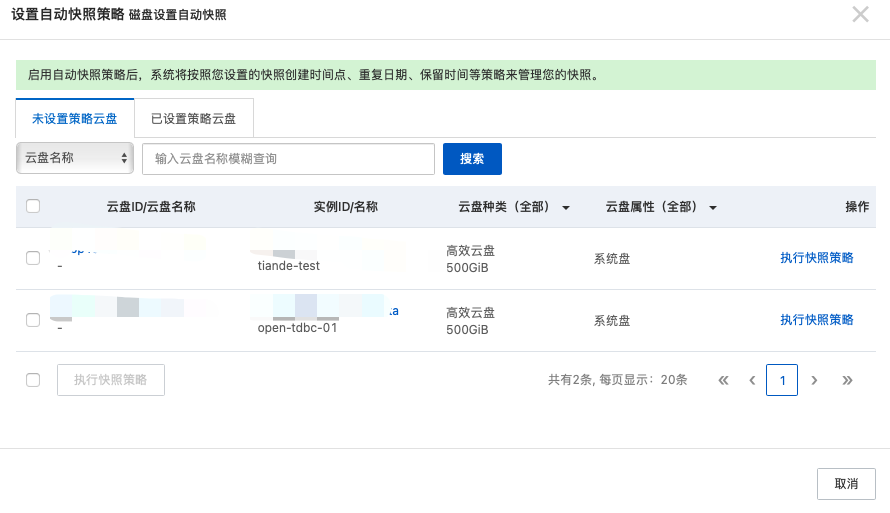 设置自动快照策略 磁盘设置自动快照
启用自动快照策略后，系统将按照您设置的快照创建时间点、重复日期、保留时间等策略来管理您的快照。
未设置策略云盘 已设置策略云盘
云盘名称 输入云盘名称模糊查询 搜索
云盘ID/云盘名称 实例ID/名称 云盘种类（全部） 云盘属性（全部） 操作
高效云盘
- tiande-test 500GiB 系统盘 执行快照策略
ta 高效云盘
- open-tdbc-01 500GiB 系统盘 执行快照策略
执行快照策略 共有2条, 每页显示：20条 « ‹ 1 › »
取消